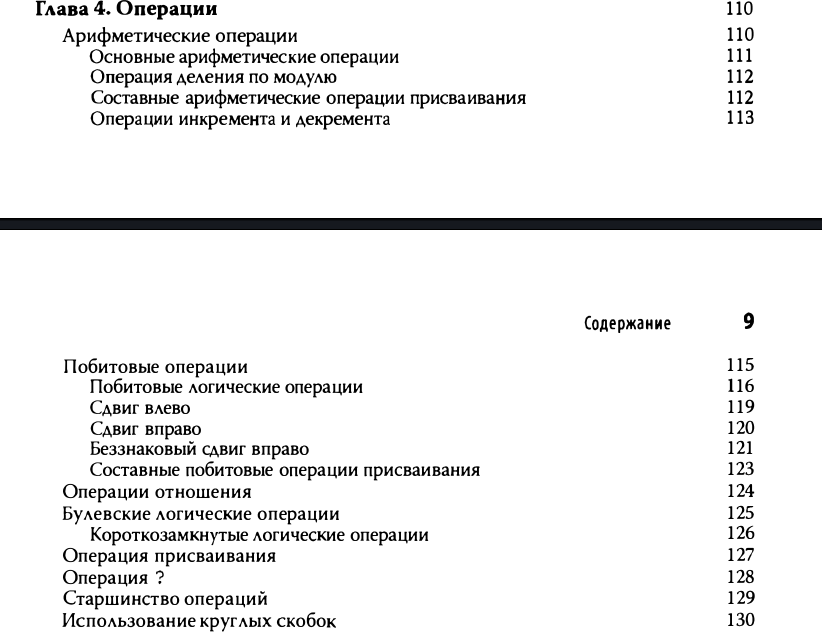 Глава 4. Операции 110
Арифметические операции 110
Основные арифметические операции 111
Операция деления по модулю 112
Составные арифметические операции присваивания 112
Операции инкремента и декремента 113
Содержание 9
Побитовые операции 115
Побитовые логические операции 116
Сдвиг влево 119
Сдвиг вправо 120
Беззнаковый сдвиг вправо 121
Составные побитовые операции присваивания 123
Операции отношения 124
Булевские логические операции 125
Короткозамкнутые логические операции 126
Операция присваивания 127
Операция ? 128
Старшинство операций 129
Использование круглых скобок 130